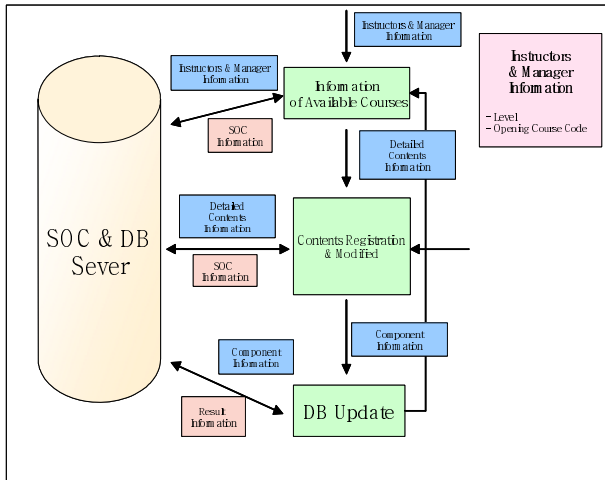 Instructors & Manager
Information
Instructors & Manager
Information
Information
of Available Courses
SOC
Information
Instructors
& Manager
Information
- Level
- Opening Course Code
Detailed
Contents
Information
Detailed
Contents
Information
SOC & DB
Sever
Contents Registration
& Modified
SOC
Information
Component
Information
Component
Information
Result
Information
DB Update